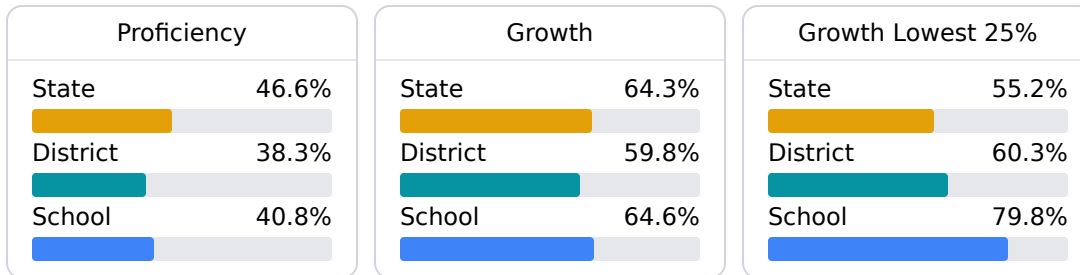 Proficiency
State 46.6%
District 38.3%
School 40.8%
Growth
State 64.3%
District 59.8%
School 64.6%
Growth Lowest 25%
State 55.2%
District 60.3%
School 79.8%